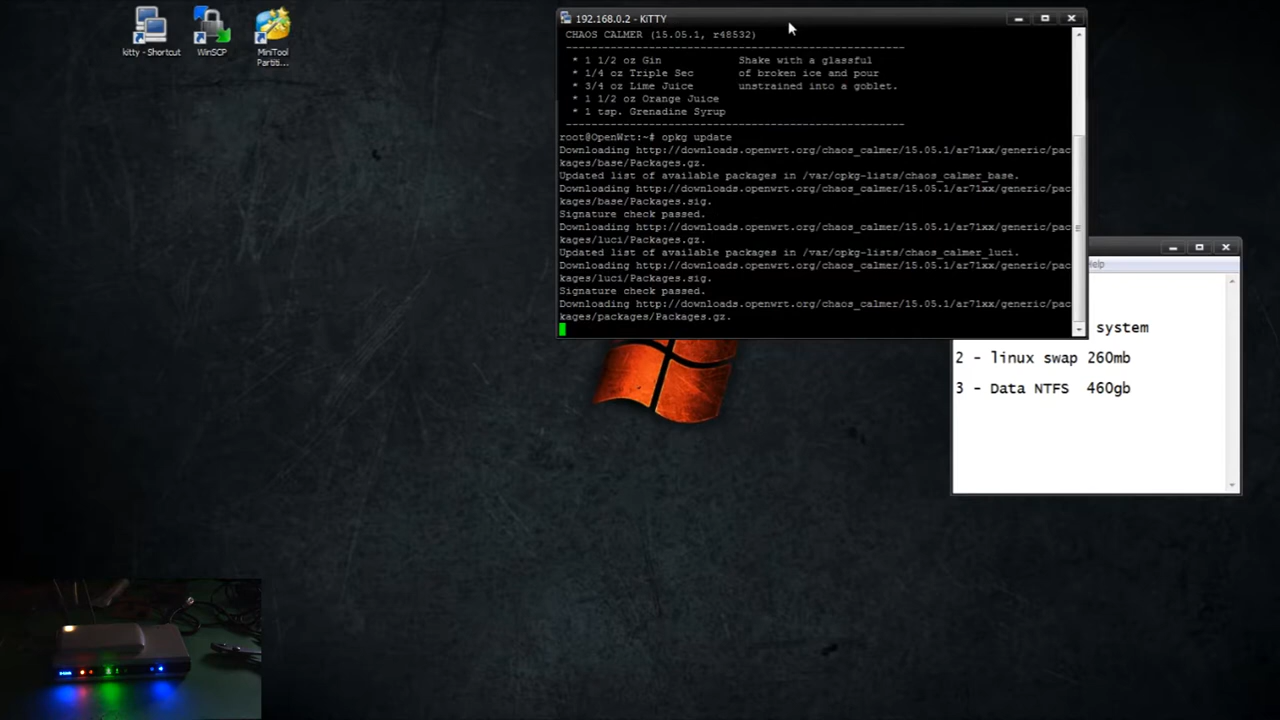 kitty - Shortcut
WinSCP
MiniTool
Partiti...
192.168.0.2 - KiTTY
CHAOS CALMER (15.05.1, r48532)
-----------------------------------------------------
* 1 1/2 oz Gin Shake with a glassful
* 1/4 oz Triple Sec of broken ice and pour
* 3/4 oz Lime Juice unstrained into a goblet.
* 1 1/2 oz Orange Juice
* 1 tsp. Grenadine Syrup
-----------------------------------------------------
root@OpenWrt:~# opkg update
Downloading http://downloads.openwrt.org/chaos_calmer/15.05.1/ar71xx/generic/pac
kages/base/Packages.gz.
Updated list of available packages in /var/opkg-lists/chaos_calmer_base.
Downloading http://downloads.openwrt.org/chaos_calmer/15.05.1/ar71xx/generic/pac
kages/base/Packages.sig.
Signature check passed.
Downloading http://downloads.openwrt.org/chaos_calmer/15.05.1/ar71xx/generic/pac
kages/luci/Packages.gz.
Updated list of available packages in /var/opkg-lists/chaos_calmer_luci.
Downloading http://downloads.openwrt.org/chaos_calmer/15.05.1/ar71xx/generic/pac
kages/luci/Packages.sig.
Signature check passed.
Downloading http://downloads.openwrt.org/chaos_calmer/15.05.1/ar71xx/generic/pac
kages/packages/Packages.gz.
system
2 - linux swap 260mb
3 - Data NTFS 460gb